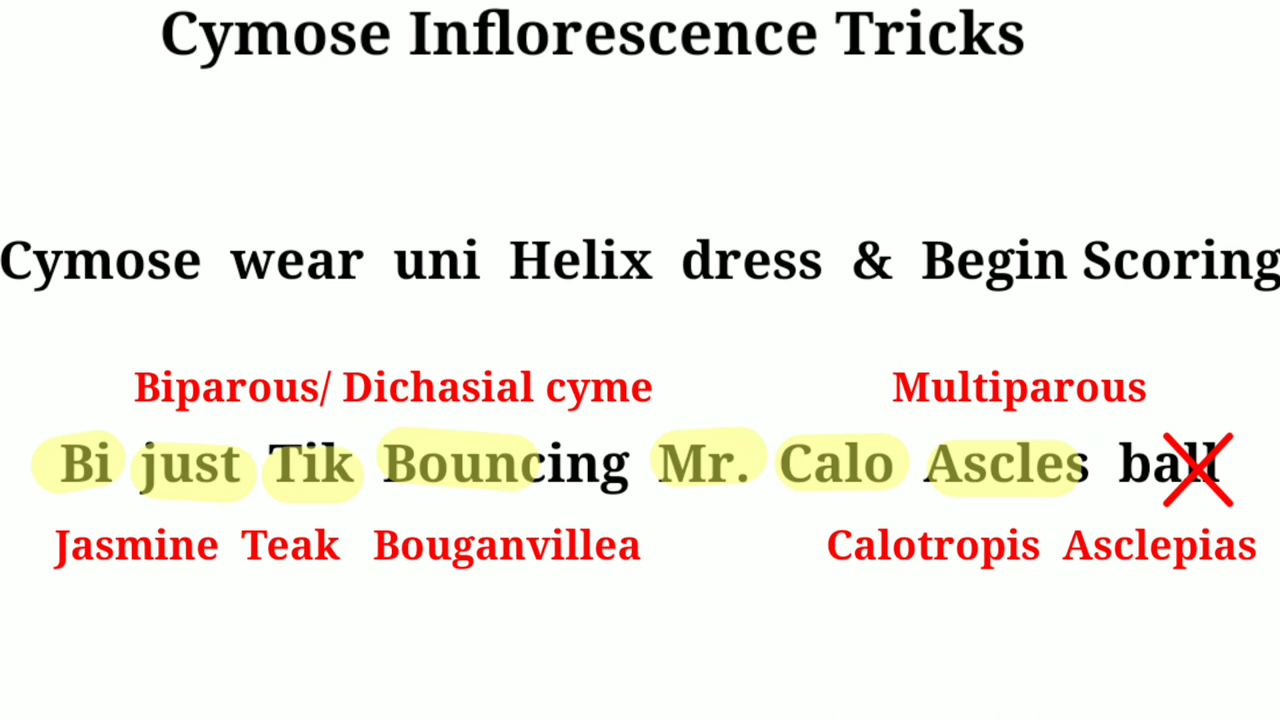 Cymose Inflorescence Tricks
Cymose wear uni Helix dress & Begin Scoring
Biparous/ Dichasial cyme Multiparous
Bi just Tik Bouncing Mr. Calo Ascles ball
Jasmine Teak Bouganvillea Calotropis Asclepias